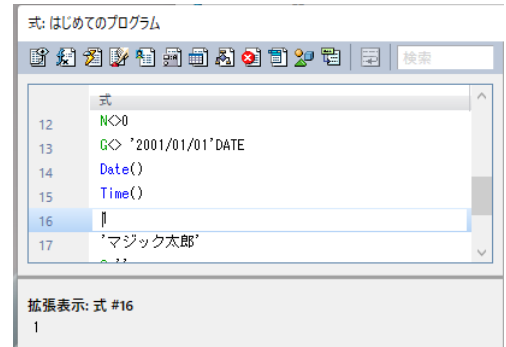 式: はじめてのプログラム
検索
式
12 N<>0
13 G<> '2001/01/01'DATE
14 Date()
15 Time()
16 1
17 'マジック太郎'
拡張表示: 式 #16
1